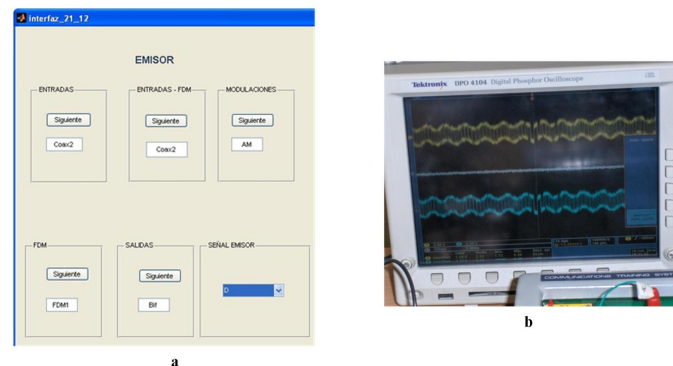 interfaz_21_12
EMISOR
ENTRADAS
ENTRADAS - FDM
MODULACIONES
Siguiente
Siguiente
Siguiente
Coax2
Coax2
AM
FDM
SALIDAS
SEÑAL EMISOR
Siguiente
Siguiente
FDM1
Bif
D
a
Tektronix DPO 4104 Digital Phosphor Oscilloscope
COMMUNICATIONS TRAINING SYSTEM
b